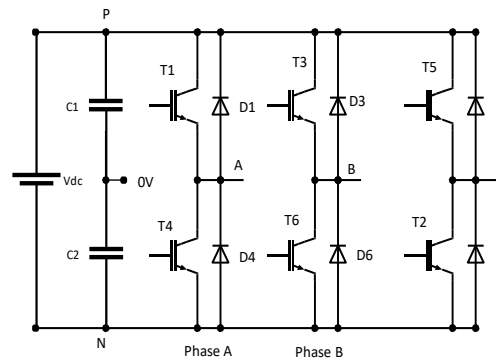 P
T1
T3
T5
C1
D1
D3
Vdc
0V
A
B
T4
T6
T2
C2
D4
D6
N
Phase A
Phase B